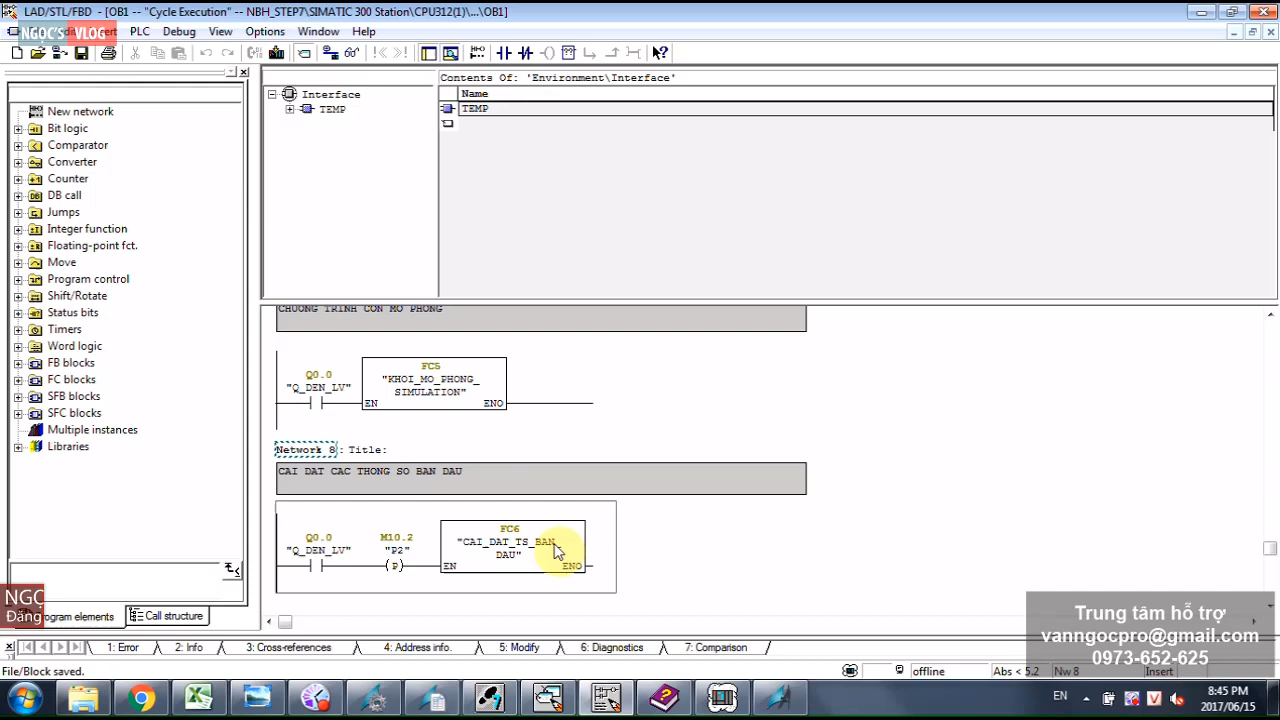 LAD/STL/FBD - [OB1 -- "Cycle Execution" -- NBH_STEP7\SIMATIC 300 Station\CPU312(1)\...\OB1]
NGỌC'S VLOG
Insert PLC Debug View Options Window Help
Contents Of: 'Environment\Interface'
Interface
TEMP
Name
TEMP
New network
Bit logic
Comparator
Converter
Counter
DB call
Jumps
Integer function
Floating-point fct.
Move
Program control
Shift/Rotate
Status bits
Timers
Word logic
FB blocks
FC blocks
SFB blocks
SFC blocks
Multiple instances
Libraries
CHUONG TRINH CON MO PHONG
Q0.0
"Q_DEN_LV"
FC5
"KHOI_MO_PHONG_
SIMULATION"
EN ENO
Network 8 : Title:
CAI DAT CAC THONG SO BAN DAU
Q0.0
"Q_DEN_LV"
M10.2
"P2"
(P)
FC6
"CAI_DAT_TS_BAN_
DAU"
EN ENO
NGỌ
Đăng
rogram elements Call structure
1: Error 2: Info 3: Cross-references 4: Address info. 5: Modify 6: Diagnostics 7: Comparison
Trung tâm hỗ trợ
vanngocpro@gmail.com
0973-652-625
File/Block saved. offline Abs < 5.2 Nw 8 Insert
EN
8:45 PM
2017/06/15